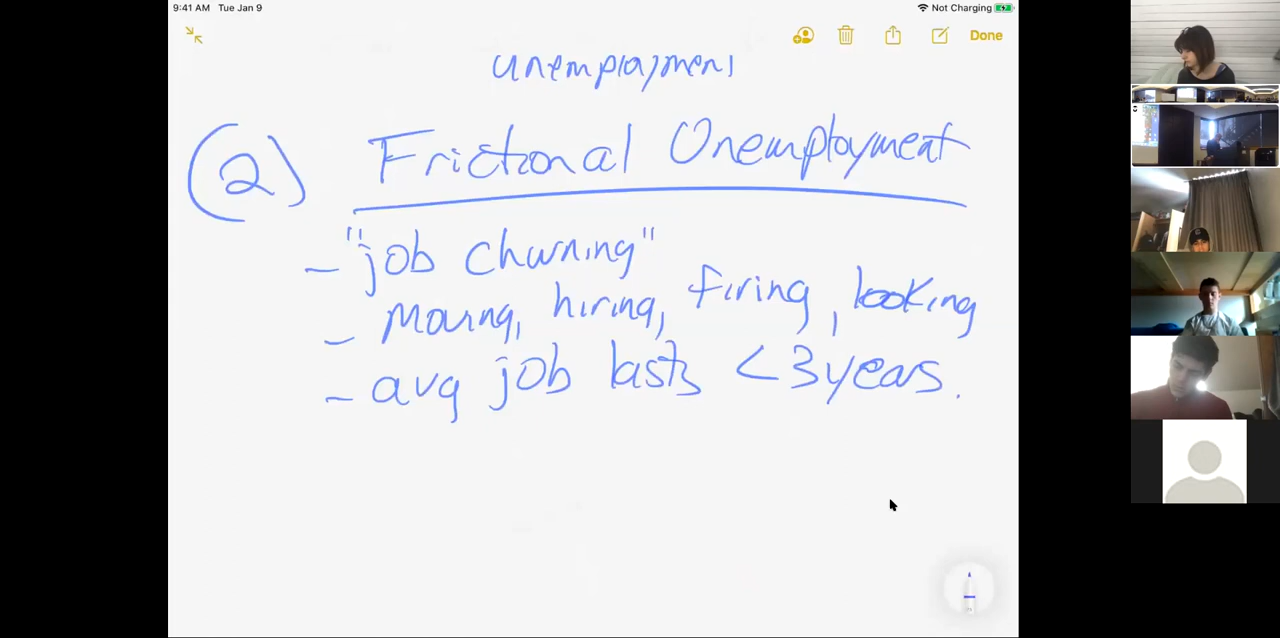 9:41 AM Tue Jan 9
Not Charging
Done
unemployment
(2) Frictional Unemployment
- "job churning"
- moving, hiring, firing, looking
- avg job lasts < 3 years.